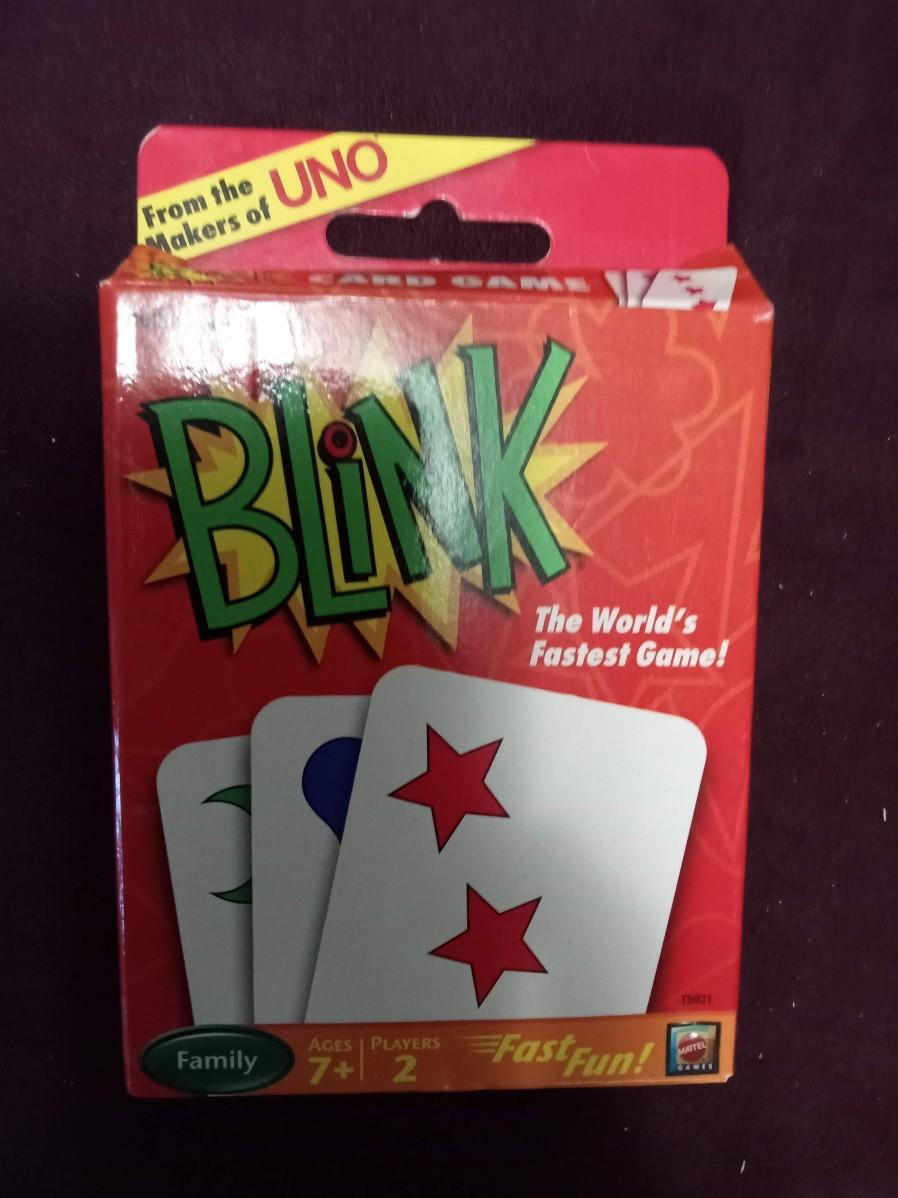 From the
Makers of UNO
CARD GAME
BLiNK
The World's
Fastest Game!
T5931
Family
AGES
7+
PLAYERS
2
Fast Fun!
MATTEL
GAMES